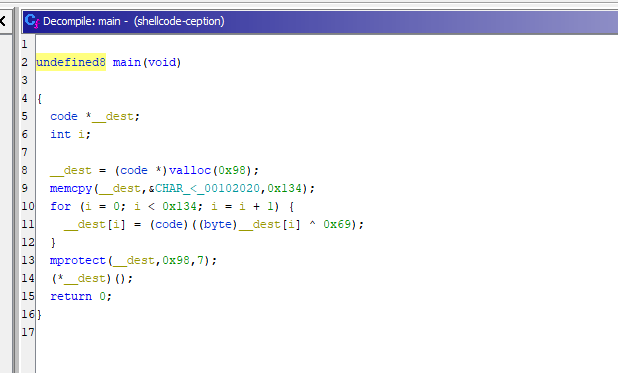 Decompile: main - (shellcode-ception)
1
2 undefined8 main(void)
3
4 {
5 code *__dest;
6 int i;
7
8 __dest = (code *)valloc(0x98);
9 memcpy(__dest,&CHAR_<_00102020,0x134);
10 for (i = 0; i < 0x134; i = i + 1) {
11 __dest[i] = (code)((byte)__dest[i] ^ 0x69);
12 }
13 mprotect(__dest,0x98,7);
14 (*__dest)();
15 return 0;
16 }
17